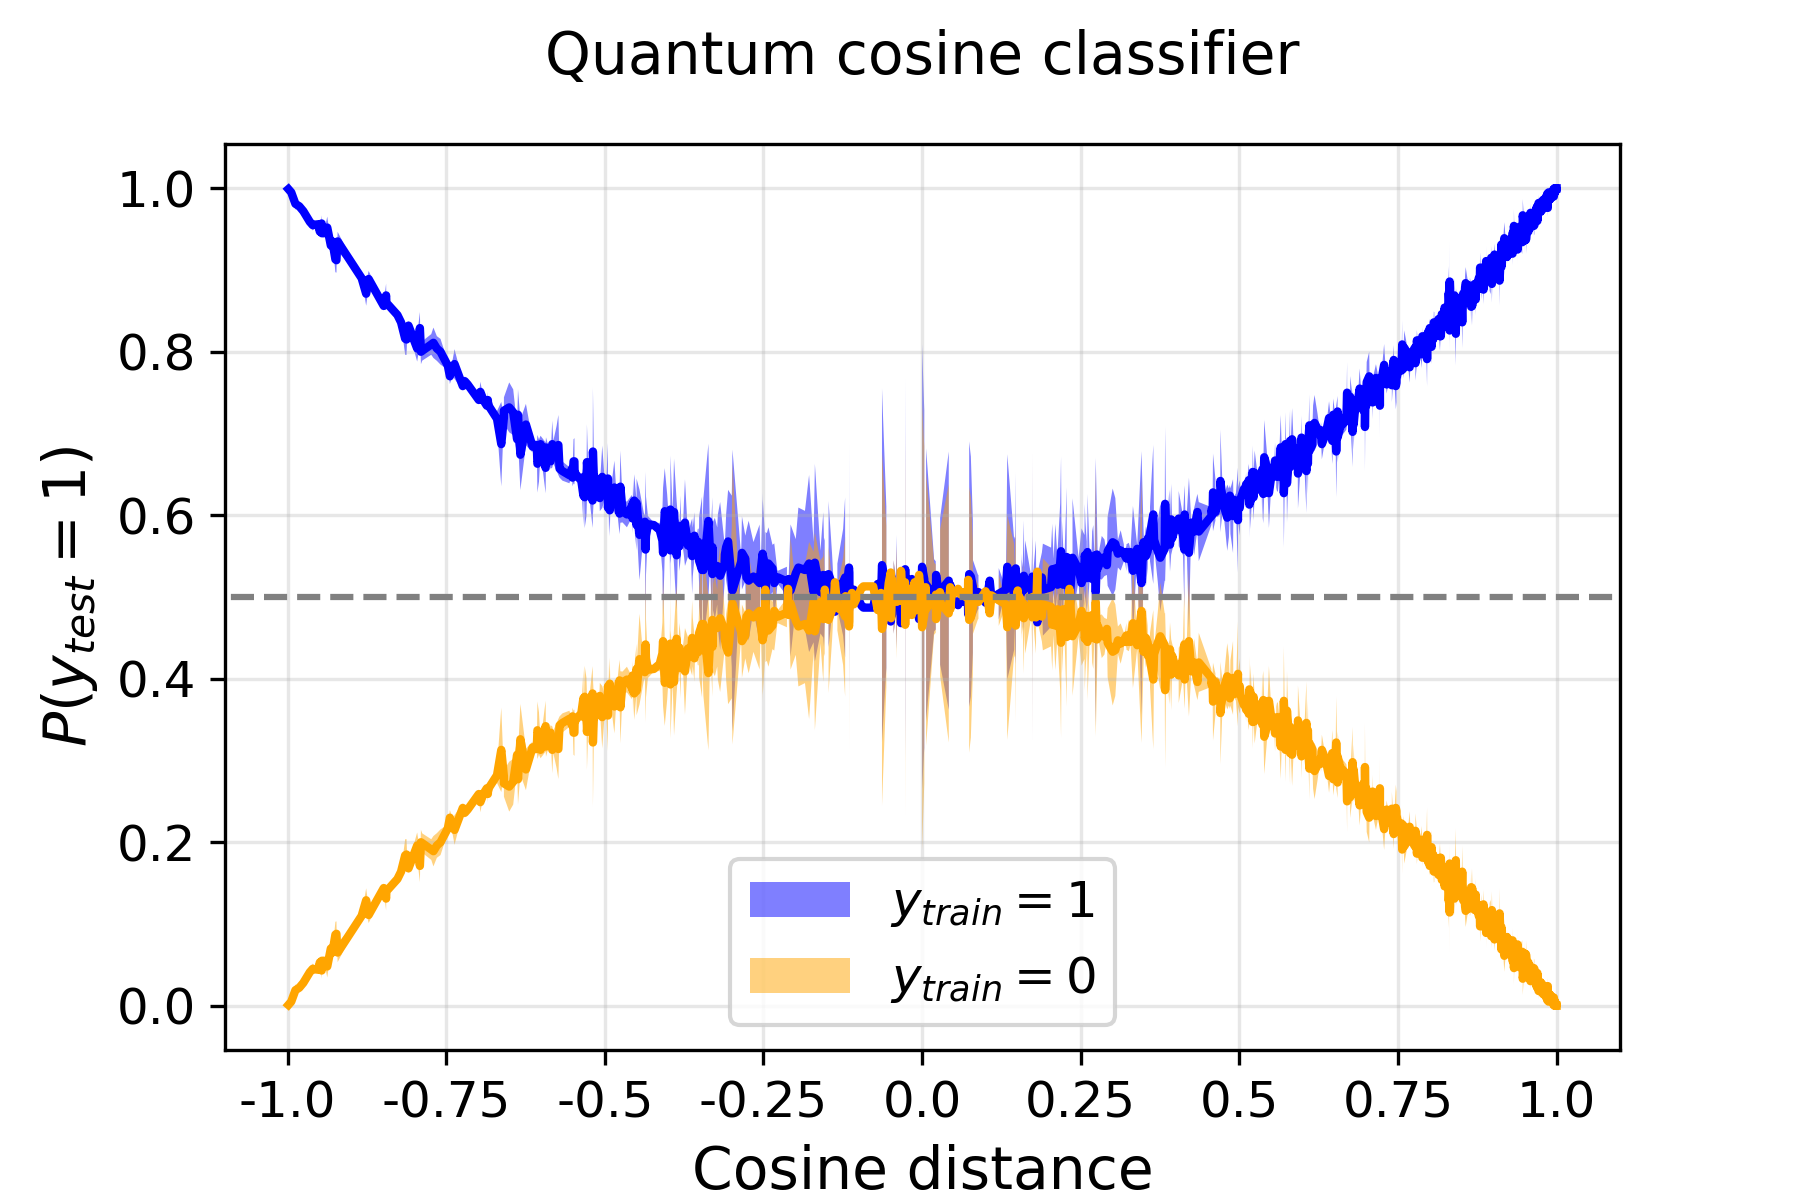 Quantum cosine classifier
P(y_test = 1)
1.0
0.8
0.6
0.4
0.2
0.0
y_train = 1
y_train = 0
-1.0 -0.75 -0.5 -0.25 0.0 0.25 0.5 0.75 1.0
Cosine distance